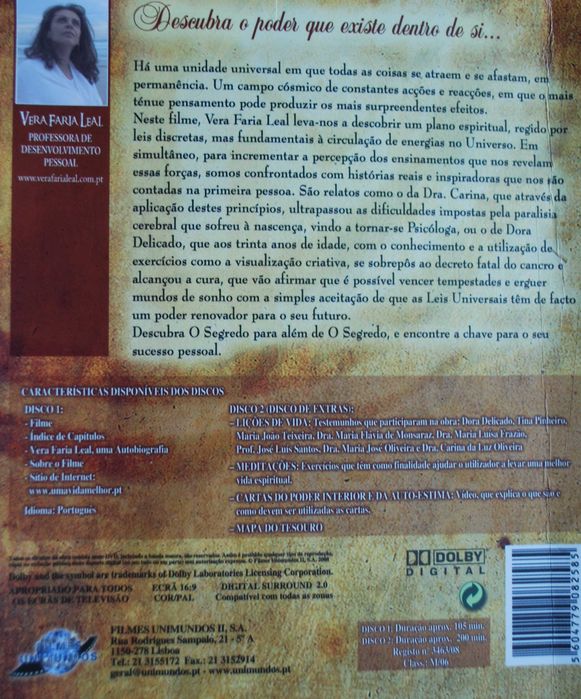 Descubra o poder que existe dentro de si...
VERA FARIA LEAL
PROFESSORA DE
DESENVOLVIMENTO
PESSOAL
www.verafarialeal.com.pt
Há uma unidade universal em que todas as coisas se atraem e se afastam, em
permanência. Um campo cósmico de constantes acções e reacções, em que o mais
ténue pensamento pode produzir os mais surpreendentes efeitos.
Neste filme, Vera Faria Leal leva-nos a descobrir um plano espiritual, regido por
leis discretas, mas fundamentais à circulação de energias no Universo. Em
simultâneo, para incrementar a percepção dos ensinamentos que nos revelam
essas forças, somos confrontados com histórias reais e inspiradoras que nos são
contadas na primeira pessoa. São relatos como o da Dra. Carina, que através da
aplicação destes princípios, ultrapassou as dificuldades impostas pela paralisia
cerebral que sofreu à nascença, vindo a tornar-se Psicóloga, ou o de Dora
Delicado, que aos trinta anos de idade, com o conhecimento e a utilização de
exercícios como a visualização criativa, se sobrepôs ao decreto fatal do cancro e
alcançou a cura, que vão afirmar que é possível vencer tempestades e erguer
mundos de sonho com a simples aceitação de que as Leis Universais têm de facto
um poder renovador para o seu futuro.
Descubra O Segredo para além de O Segredo, e encontre a chave para o seu
sucesso pessoal.
CARACTERÍSTICAS DISPONÍVEIS DOS DISCOS
DISCO 1:
- Filme
- Índice de Capítulos
- Vera Faria Leal, uma Autobiografia
- Sobre o Filme
- Sítio de Internet:
www.umavidamelhor.pt
Idioma: Português
DISCO 2 (DISCO DE EXTRAS):
- LIÇÕES DE VIDA: Testemunhos que participaram na obra: Dora Delicado, Tina Pinheiro,
Maria João Teixeira, Dra. Maria Flavia de Monsaraz, Dra. Maria Luisa Frazão,
Prof. José Luis Santos, Dra. Maria José Oliveira e Dra. Carina da Luz Oliveira
- MEDITAÇÕES: Exercícios que têm como finalidade ajudar o utilizador a levar uma melhor
vida espiritual.
- CARTAS DO PODER INTERIOR E DA AUTO-ESTIMA: Vídeo, que explica o que são e
como devem ser utilizadas as cartas.
- MAPA DO TESOURO
Dolby and the symbol are trademarks of Dolby Laboratories Licensing Corporation.
APROPRIADO PARA TODOS
OS ECRÃS DE TELEVISÃO
ECRÃ 16:9
COR/PAL
DIGITAL SURROUND 2.0
Compatível com todas as zonas
DOLBY
DIGITAL
FILMES
UNIMUNDOS
FILMES UNIMUNDOS II, S.A.
Rua Rodrigues Sampaio, 21 - 5º A
1150-278 Lisboa
Tel.: 21 3155172 Fax.: 21 3152914
geral@unimundos.pt - www.unimundos.pt
DISCO 1: Duração aprox. 105 min.
DISCO 2: Duração aprox. 200 min.
Registo nº 3463/08
Class.: M/06
5 607779 082585